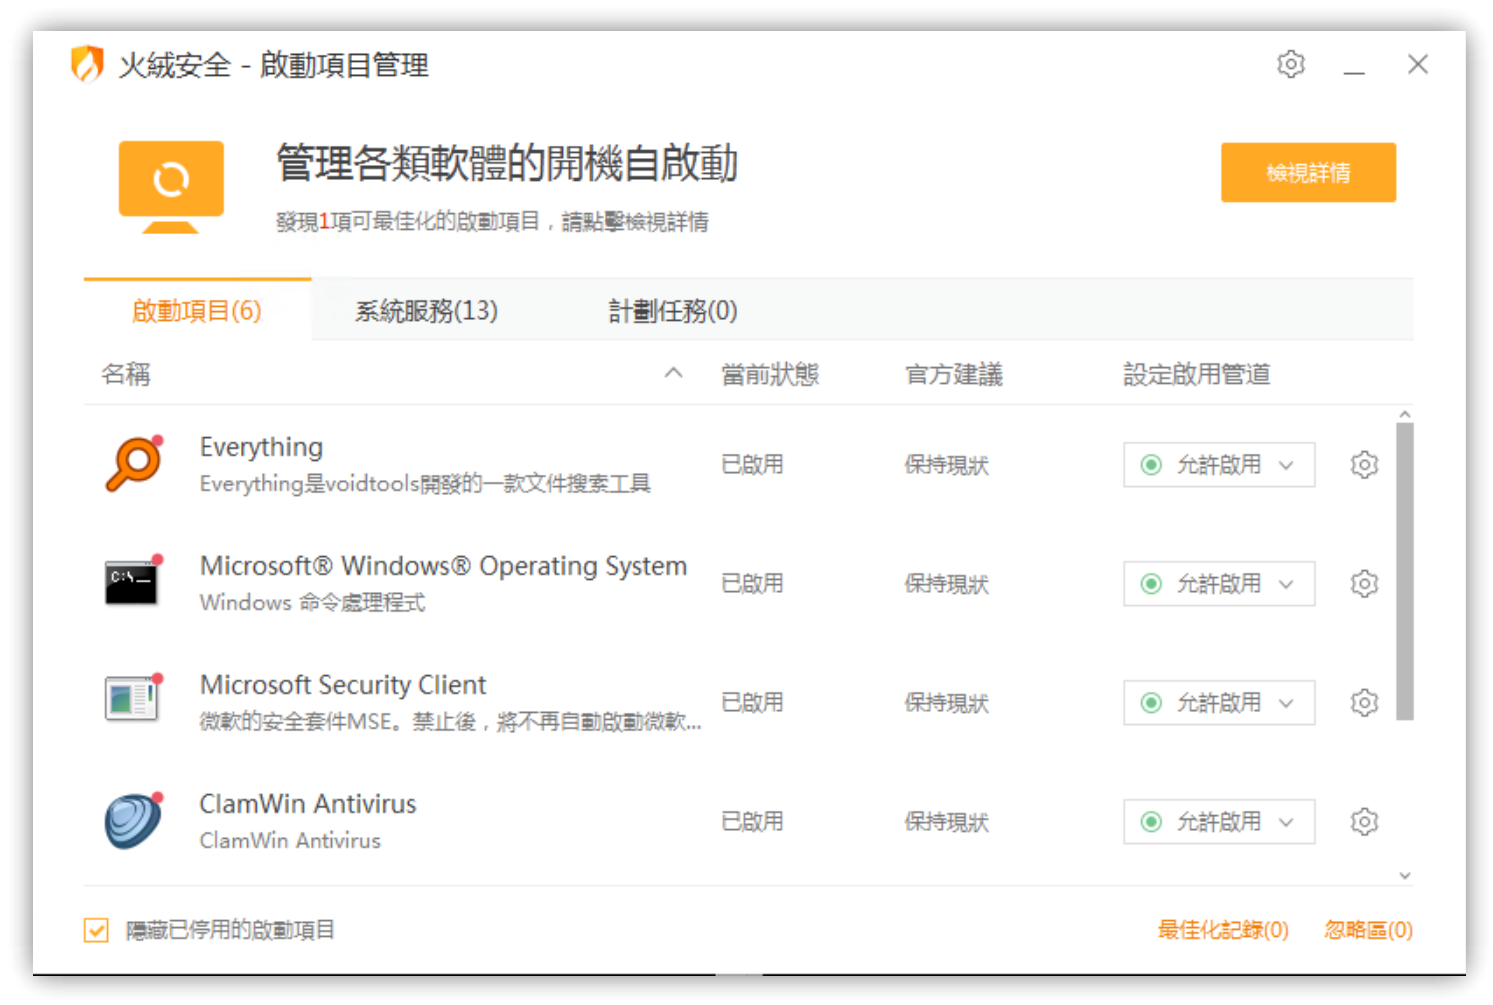 火絨安全 - 啟動項目管理
管理各類軟體的開機自啟動
檢視詳情
發現1項可最佳化的啟動項目，請點擊檢視詳情
啟動項目(6) 系統服務(13) 計劃任務(0)
名稱 當前狀態 官方建議 設定啟用管道
Everything
Everything是voidtools開發的一款文件搜索工具
已啟用 保持現狀 允許啟用
C:\_
Microsoft® Windows® Operating System
Windows 命令處理程式
已啟用 保持現狀 允許啟用
Microsoft Security Client
微軟的安全套件MSE。禁止後，將不再自動啟動微軟...
已啟用 保持現狀 允許啟用
ClamWin Antivirus
ClamWin Antivirus
已啟用 保持現狀 允許啟用
隱藏已停用的啟動項目
最佳化記錄(0) 忽略區(0)